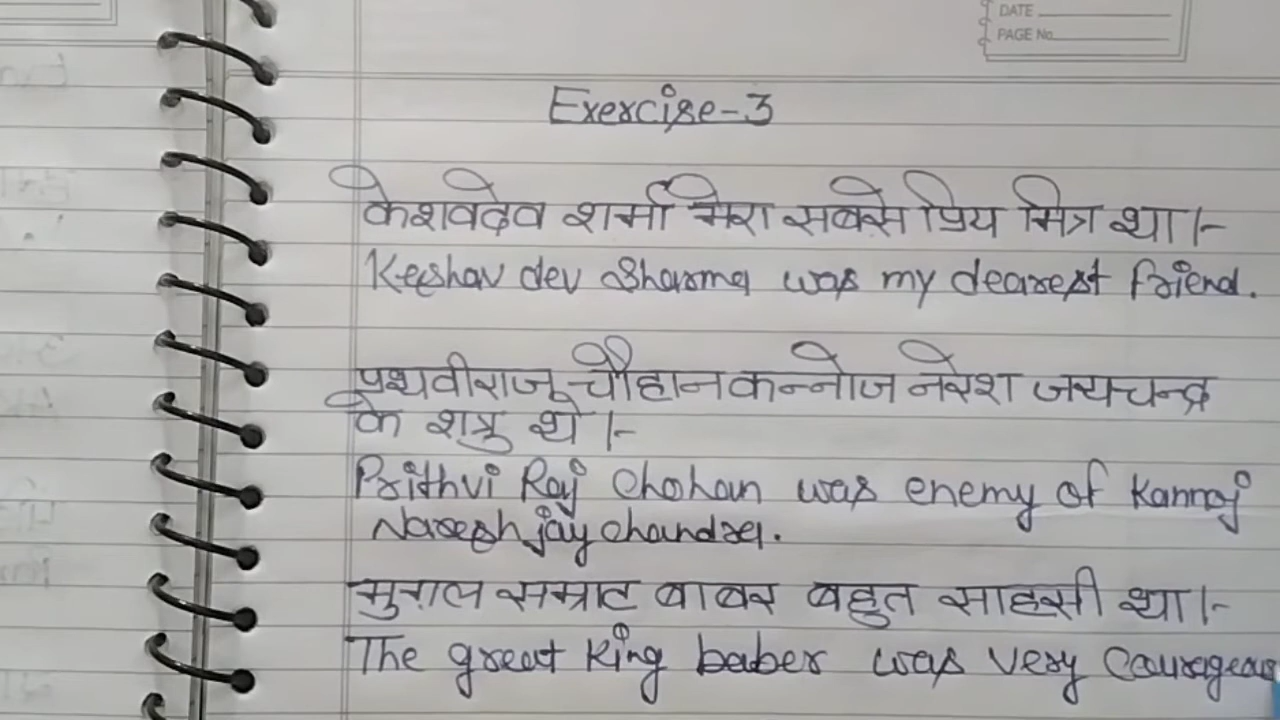 DATE
PAGE No.
Exercise-3
केशवदेव शर्मा मेरा सबसे प्रिय मित्र था।-
Keshav dev Sharma was my dearest friend.
पथ्रवीराज चौहान कन्नोज नरेश जयचन्द्र
के शत्रु थे।-
Prithvi Raj Chohan was enemy of Kannoj
Naresh jay chandra.
मुग़ल सम्राट बाबर बहुत साहसी था।-
The great King baber was very Courageous